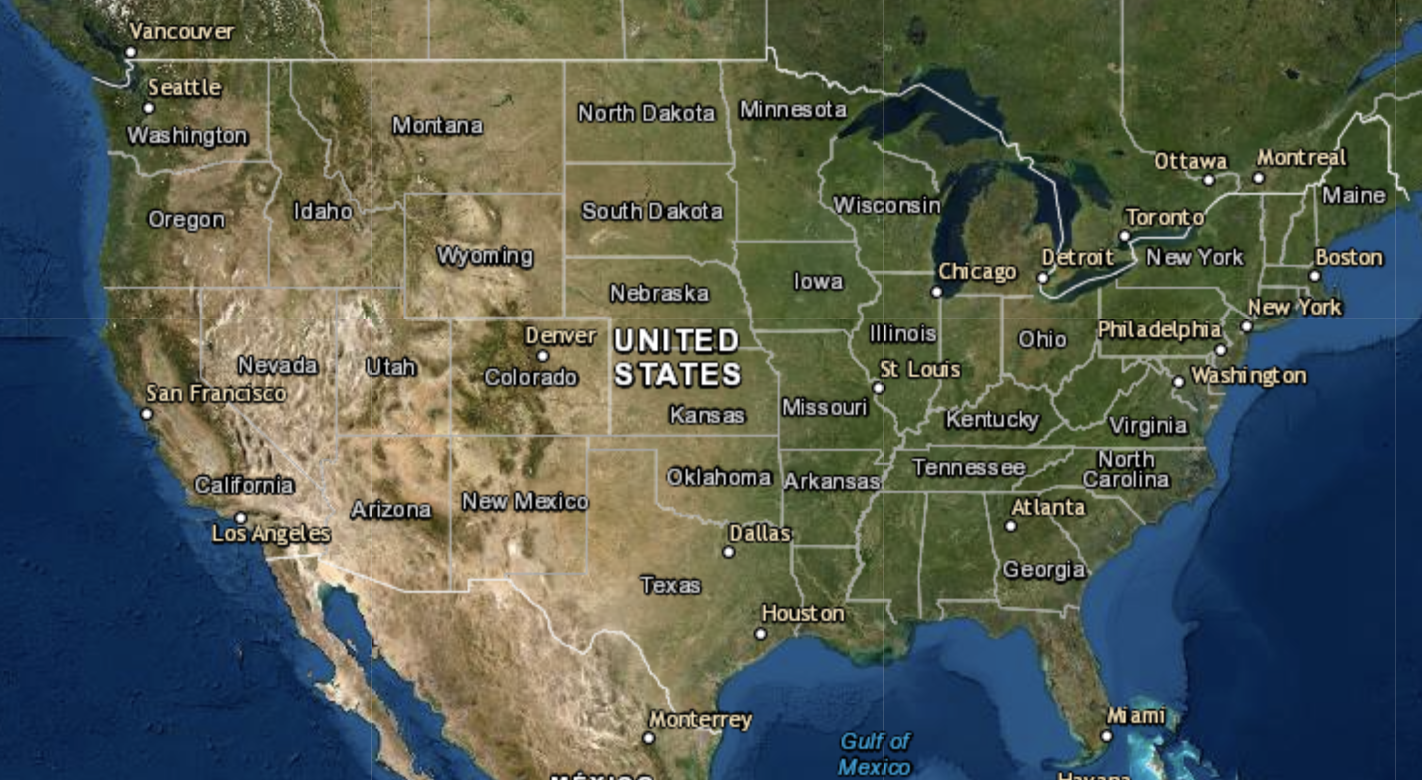 Vancouver
Seattle
Washington
Montana
North Dakota
Minnesota
Ottawa
Montreal
Maine
Oregon
Idaho
South Dakota
Wisconsin
Toronto
Wyoming
Detroit
New York
Boston
Chicago
Iowa
Nebraska
New York
Denver
UNITED
STATES
Illinois
Ohio
Philadelphia
Nevada
Utah
Colorado
St Louis
Washington
San Francisco
Kansas
Missouri
Kentucky
Virginia
California
Arizona
New Mexico
Oklahoma
Arkansas
Tennessee
North
Carolina
Los Angeles
Dallas
Atlanta
Texas
Georgia
Houston
Monterrey
Miami
Gulf of
Mexico
MÉXICO
Havana